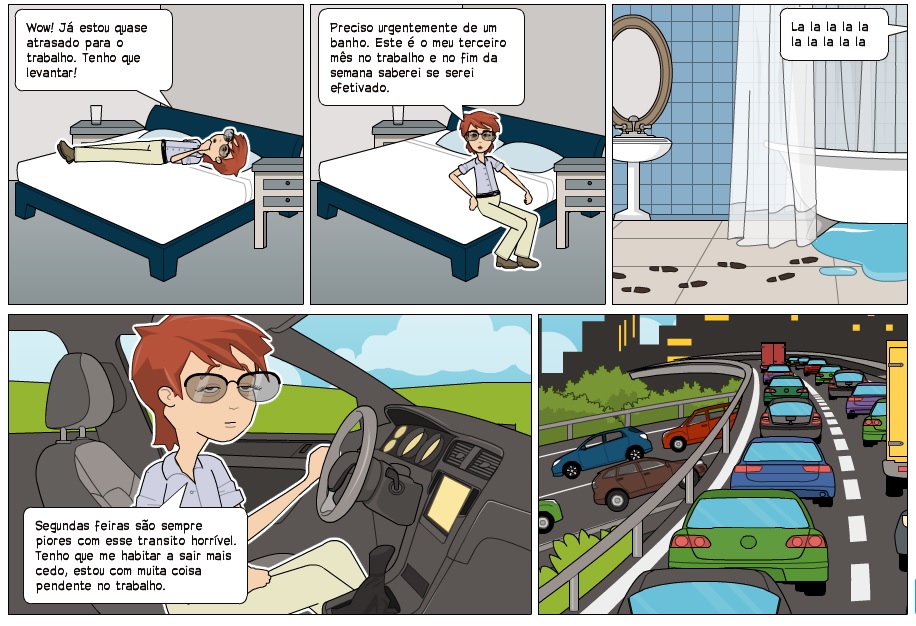 Wow! Já estou quase
atrasado para o
trabalho. Tenho que
levantar!
Preciso urgentemente de um
banho. Este é o meu terceiro
mês no trabalho e no fim da
semana saberei se serei
efetivado.
La la la la la
la la la la la
Segundas feiras são sempre
piores com esse transito horrível.
Tenho que me habitar a sair mais
cedo, estou com muita coisa
pendente no trabalho.